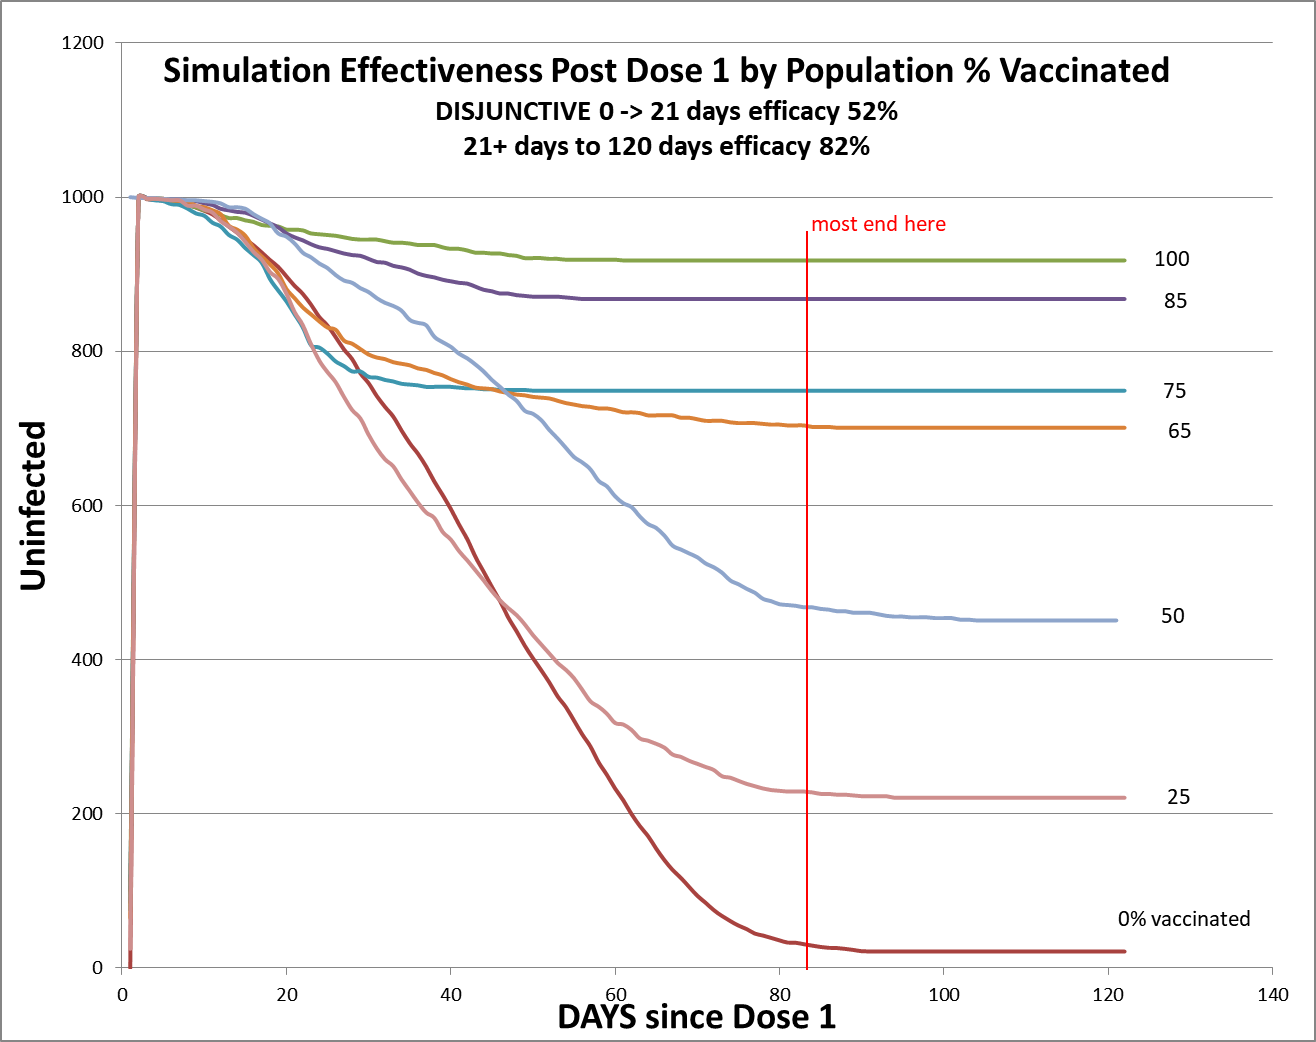 Simulation Effectiveness Post Dose 1 by Population % Vaccinated
DISJUNCTIVE 0 -> 21 days efficacy 52%
21+ days to 120 days efficacy 82%
1200
1000
800
600
400
200
0
Uninfected
most end here
100
85
75
65
50
25
0% vaccinated
0 20 40 60 80 100 120 140
DAYS since Dose 1